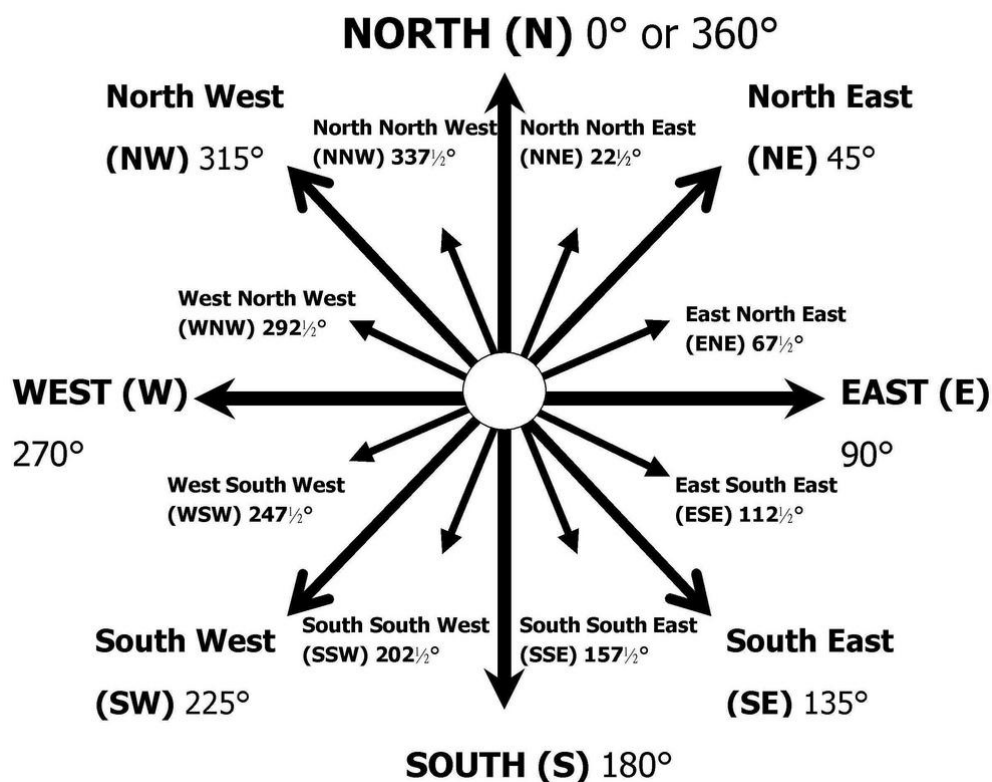 NORTH (N) 0° or 360°
North West
(NW) 315°
North North West
(NNW) 337½°
North North East
(NNE) 22½°
North East
(NE) 45°
West North West
(WNW) 292½°
East North East
(ENE) 67½°
WEST (W)
270°
EAST (E)
90°
West South West
(WSW) 247½°
East South East
(ESE) 112½°
South West
(SW) 225°
South South West
(SSW) 202½°
South South East
(SSE) 157½°
South East
(SE) 135°
SOUTH (S) 180°